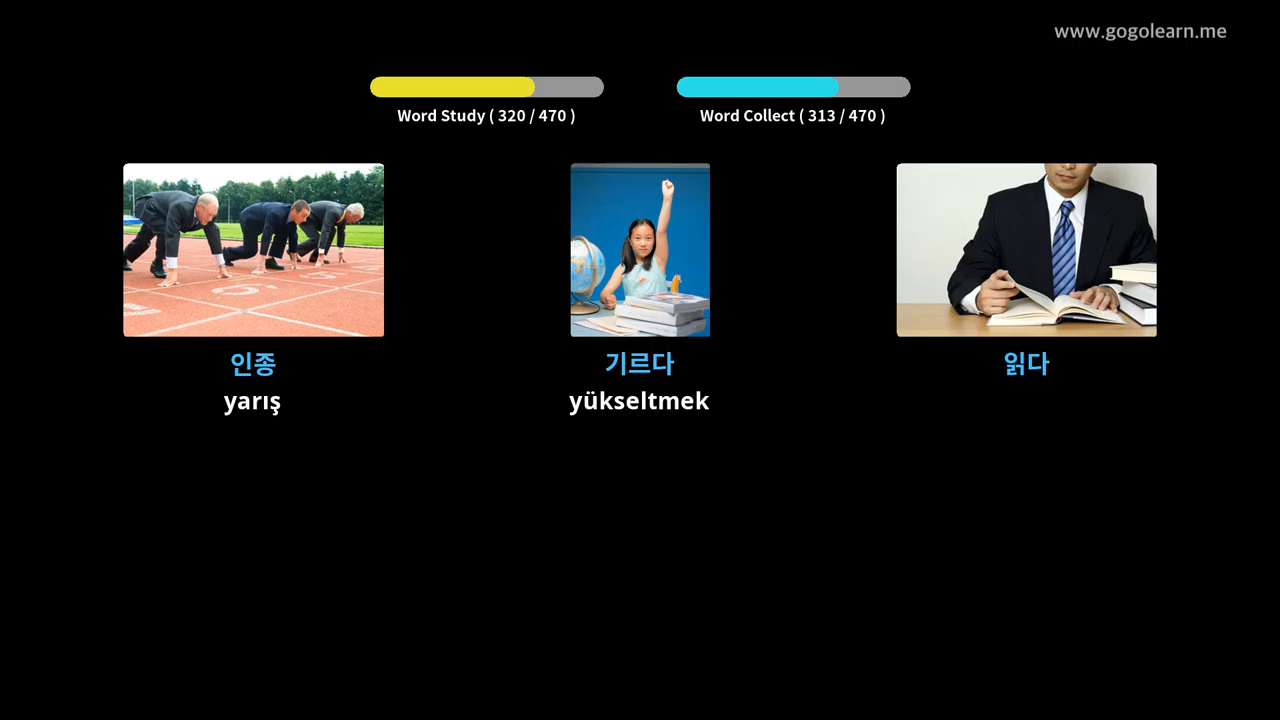 www.gogolearn.me
Word Study ( 320 / 470 )
Word Collect ( 313 / 470 )
인종
기르다
읽다
yarış
yükseltmek